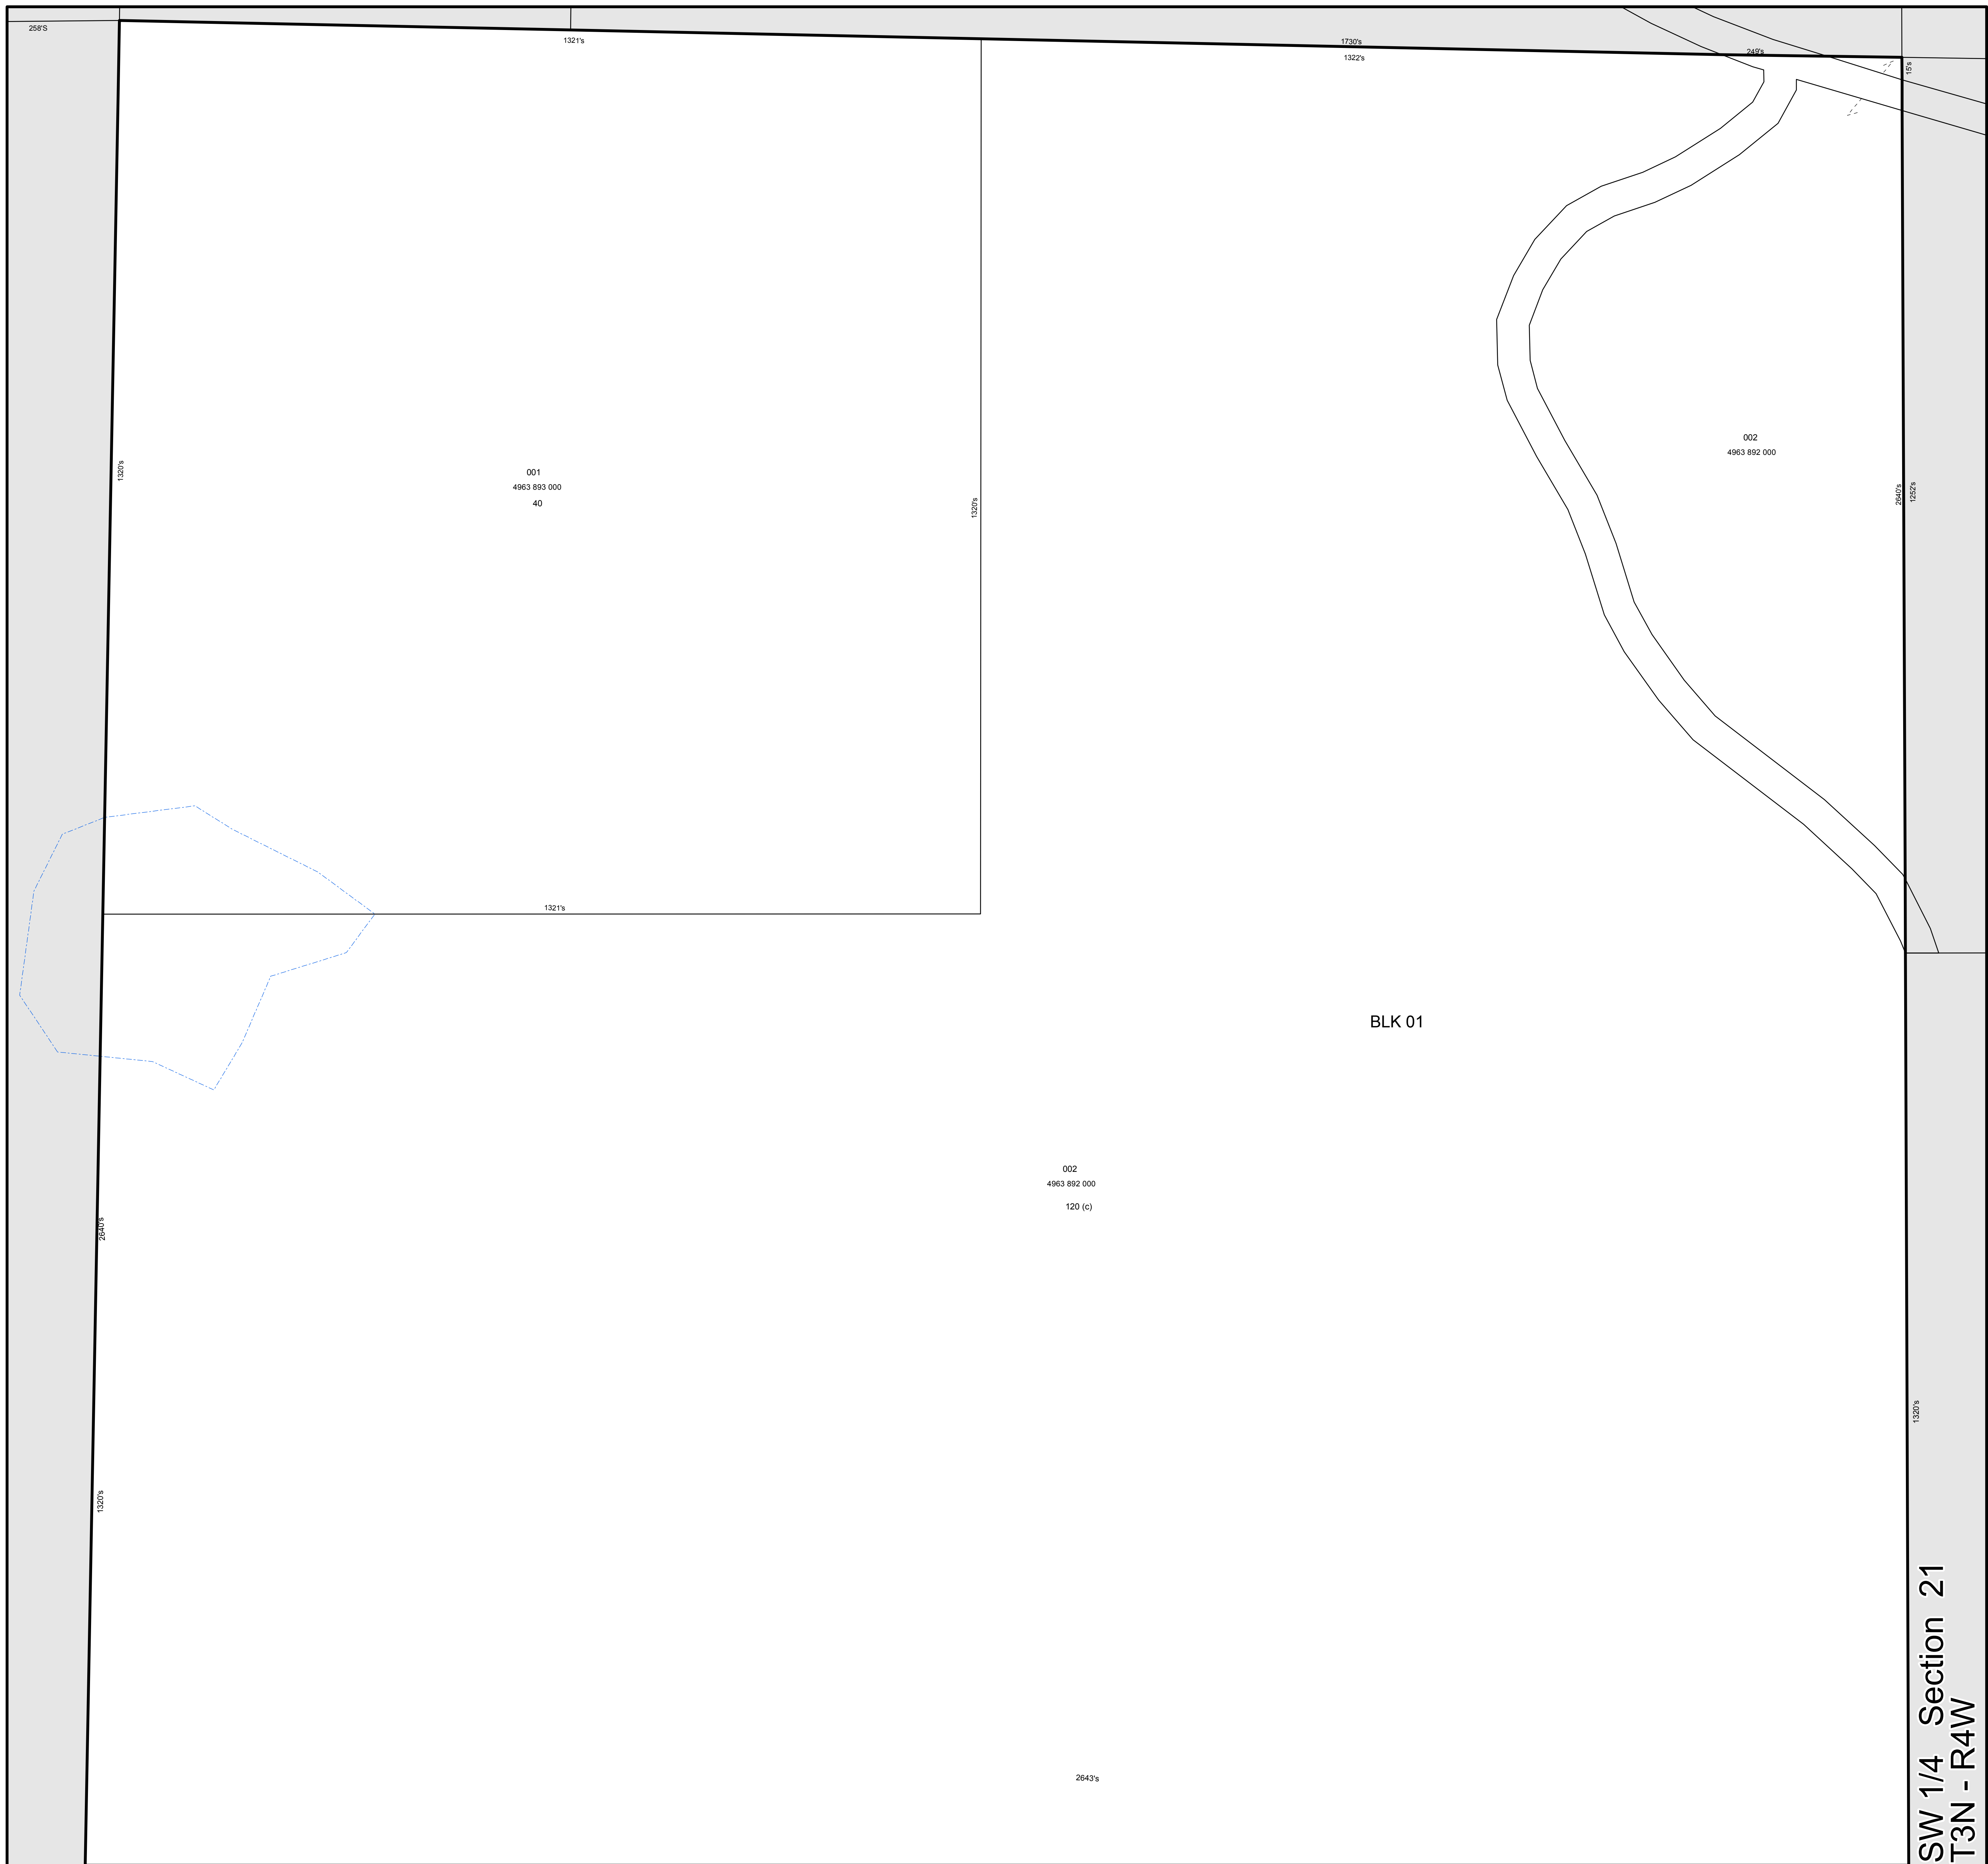 258'S
1321's
1730's
1322's
249's
15's
1320's
001
4963 893 000
40
1320's
002
4963 892 000
2640's
1252's
1321's
BLK 01
002
4963 892 000
120 (c)
2640's
1320's
1320's
2643's
SW 1/4 Section 21
T3N - R4W